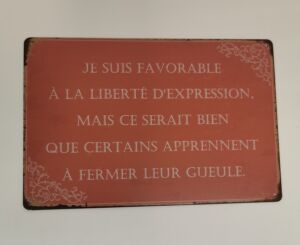 JE SUIS FAVORABLE
À LA LIBERTÉ D'EXPRESSION,
MAIS CE SERAIT BIEN
QUE CERTAINS APPRENNENT
À FERMER LEUR GUEULE.